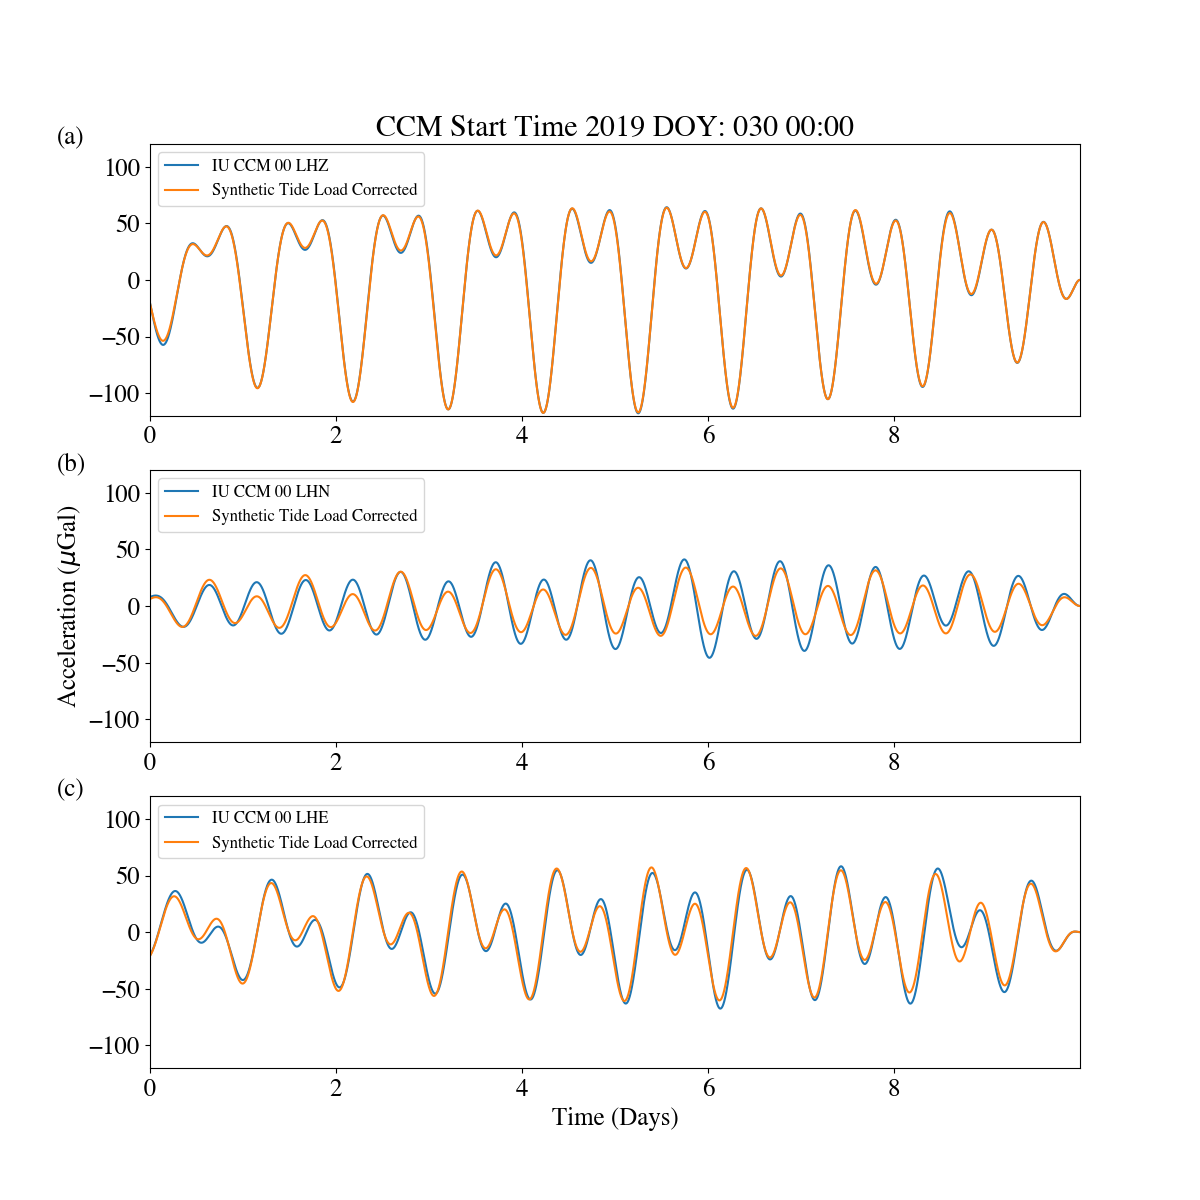 CCM Start Time 2019 DOY: 030 00:00
(a)
IU CCM 00 LHZ
Synthetic Tide Load Corrected
100
50
0
−50
−100
0 2 4 6 8
(b)
IU CCM 00 LHN
Synthetic Tide Load Corrected
100
50
0
−50
−100
0 2 4 6 8
Acceleration (μGal)
(c)
IU CCM 00 LHE
Synthetic Tide Load Corrected
100
50
0
−50
−100
0 2 4 6 8
Time (Days)